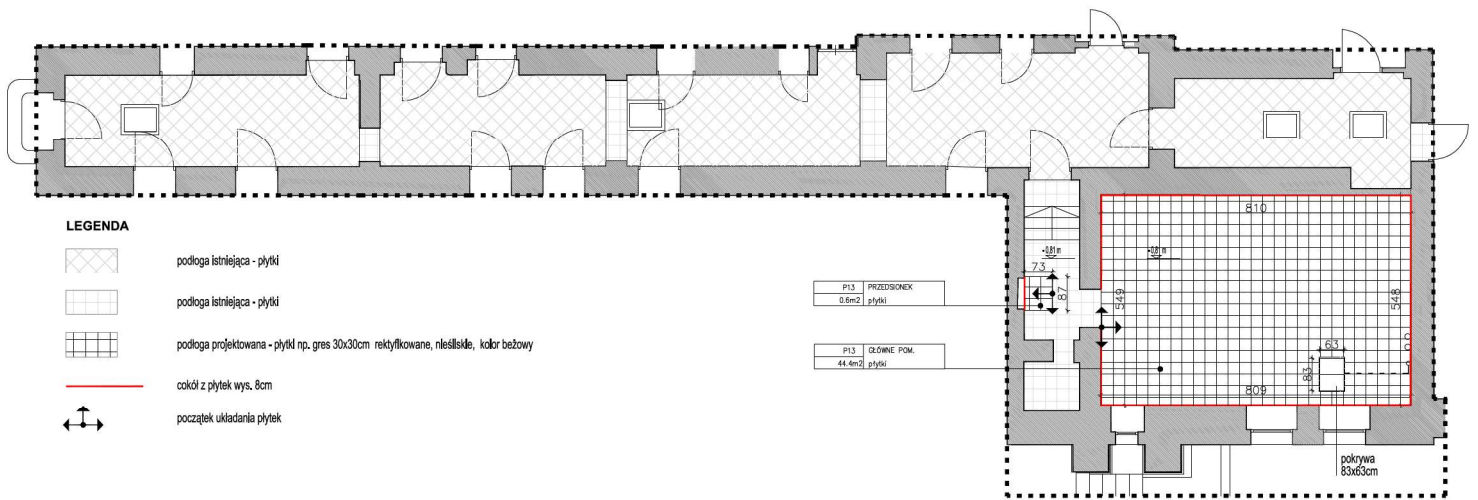 LEGENDA
podłoga istniejąca - płytki
podłoga istniejąca - płytki
podłoga projektowana - płytki np. gres 30x30cm rektyfikowane, nieśliskie, kolor beżowy
cokół z płytek wys. 8cm
początek układania płytek
P13 PRZEDSIONEK
0.6m2 płytki
P13 GŁÓWNE POM.
44.4m2 płytki
-0,81 m
73
87
810
-0,81 m
549
548
63
83
809
pokrywa
83x63cm